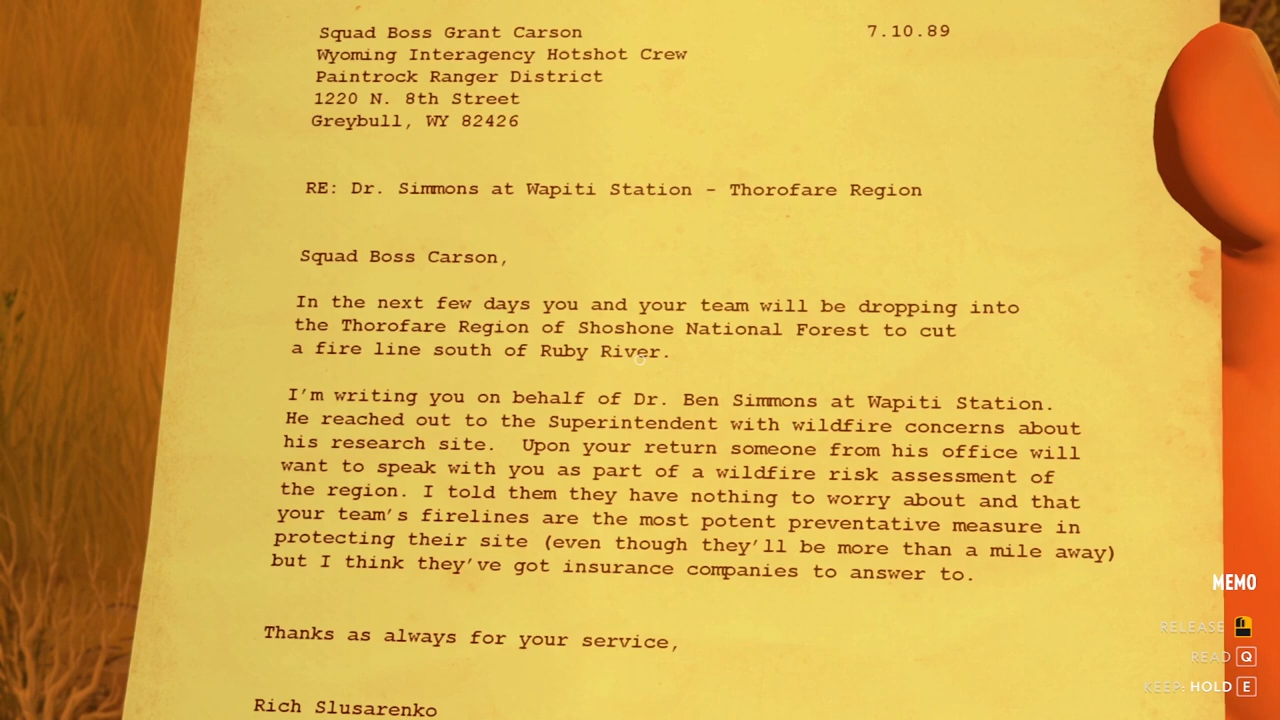 Squad Boss Grant Carson 7.10.89
Wyoming Interagency Hotshot Crew
Paintrock Ranger District
1220 N. 8th Street
Greybull, WY 82426
RE: Dr. Simmons at Wapiti Station - Thorofare Region
Squad Boss Carson,
In the next few days you and your team will be dropping into
the Thorofare Region of Shoshone National Forest to cut
a fire line south of Ruby River.
I'm writing you on behalf of Dr. Ben Simmons at Wapiti Station.
He reached out to the Superintendent with wildfire concerns about
his research site.  Upon your return someone from his office will
want to speak with you as part of a wildfire risk assessment of
the region. I told them they have nothing to worry about and that
your team's firelines are the most potent preventative measure in
protecting their site (even though they'll be more than a mile away)
but I think they've got insurance companies to answer to.
Thanks as always for your service,
Rich Slusarenko
MEMO
RELEASE
READ Q
KEEP: HOLD E